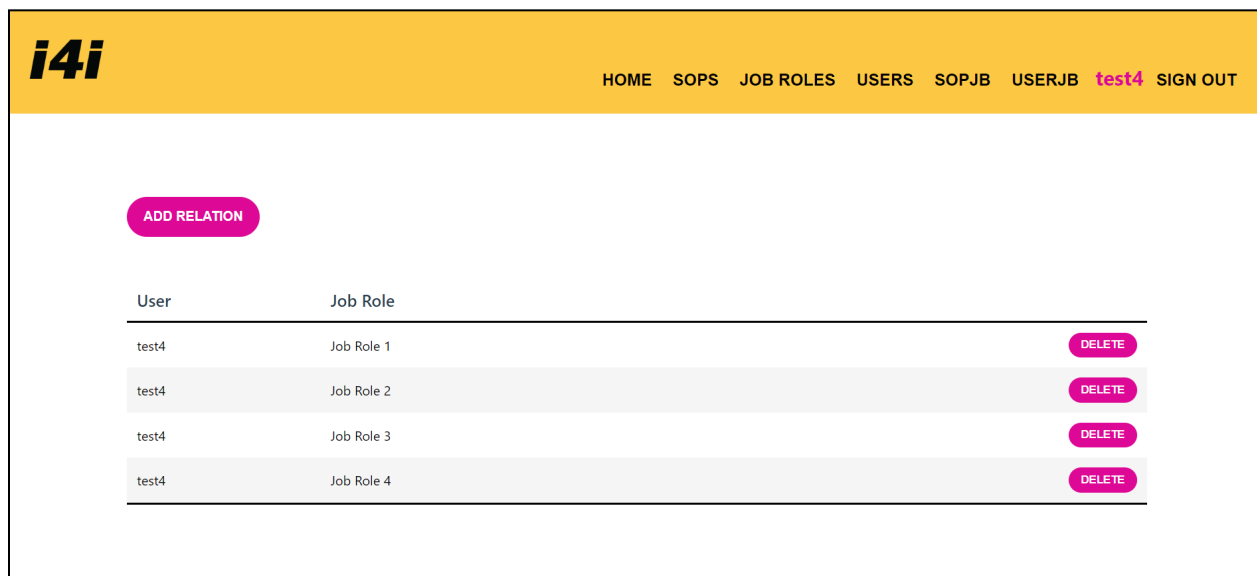 i4i
HOME SOPS JOB ROLES USERS SOPJB USERJB test4 SIGN OUT
ADD RELATION
User Job Role
test4 Job Role 1 DELETE
test4 Job Role 2 DELETE
test4 Job Role 3 DELETE
test4 Job Role 4 DELETE